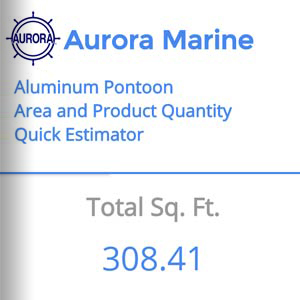 AURORA
Aurora Marine
Aluminum Pontoon
Area and Product Quantity
Quick Estimator
Total Sq. Ft.
308.41